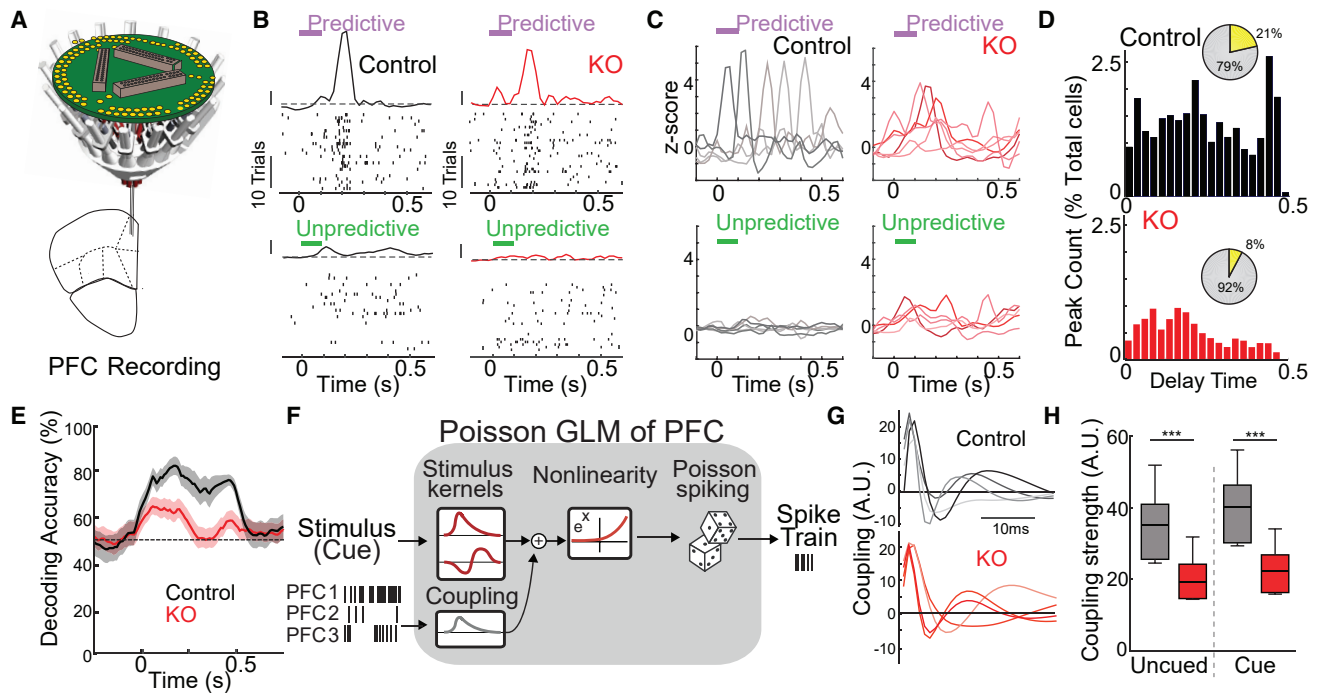 A
PFC Recording
B
Predictive
Control
10 Trials
0
0.5
Predictive
KO
10 Trials
0
0.5
Unpredictive
0
0.5
Time (s)
Unpredictive
0
0.5
Time (s)
C
Predictive
Control
z-score
4
0
Predictive
KO
4
0
Unpredictive
4
0
0
0.5
Time (s)
Unpredictive
4
0
0
0.5
Time (s)
D
Control
21%
79%
2.5
0
0
0.5
Peak Count (% Total cells)
KO
8%
92%
2.5
0
0
0.5
Delay Time
E
Decoding Accuracy (%)
100
80
60
40
20
0
Control
KO
0
0.5
Time (s)
F
Poisson GLM of PFC
Stimulus
(Cue)
PFC1
PFC2
PFC3
Stimulus
kernels
Coupling
+
Nonlinearity
e^x
Poisson
spiking
Spike
Train
G
Coupling (A.U.)
20
10
0
-10
Control
10ms
20
10
0
-10
KO
H
Coupling strength (A.U.)
60
40
20
0
***
***
Uncued
Cue